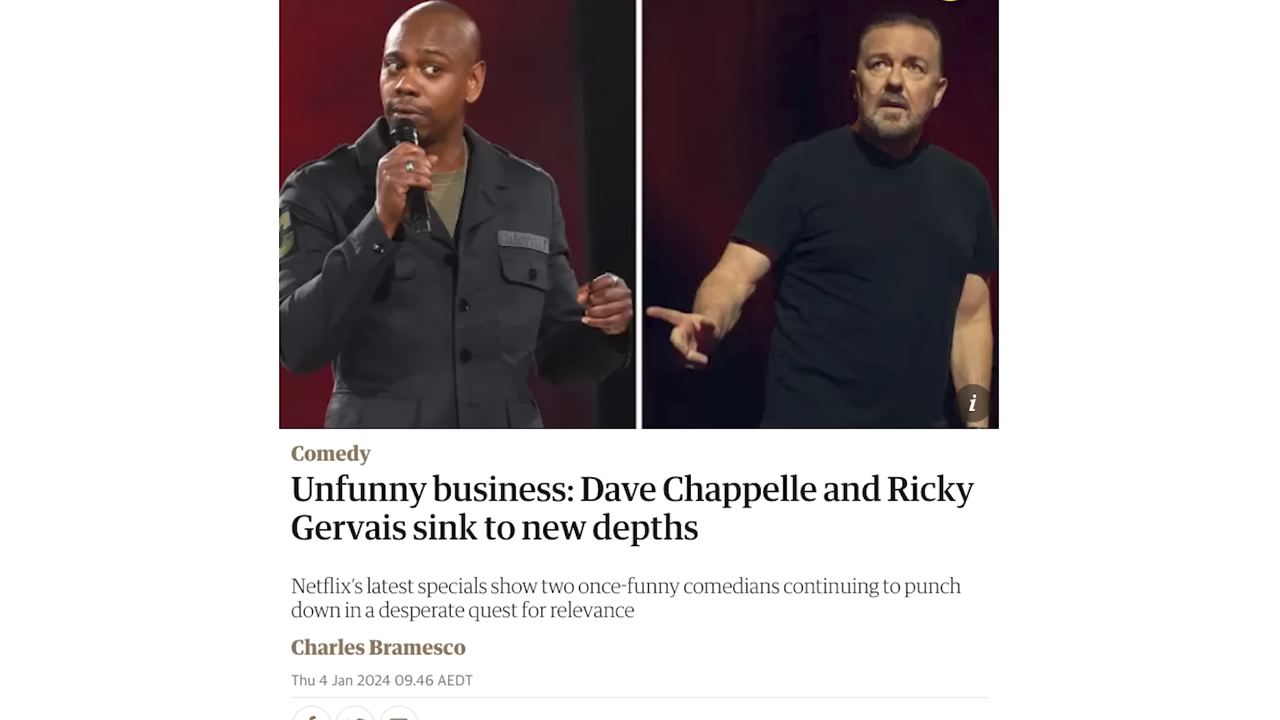 Comedy
Unfunny business: Dave Chappelle and Ricky
Gervais sink to new depths
Netflix's latest specials show two once-funny comedians continuing to punch
down in a desperate quest for relevance
Charles Bramesco
Thu 4 Jan 2024 09.46 AEDT